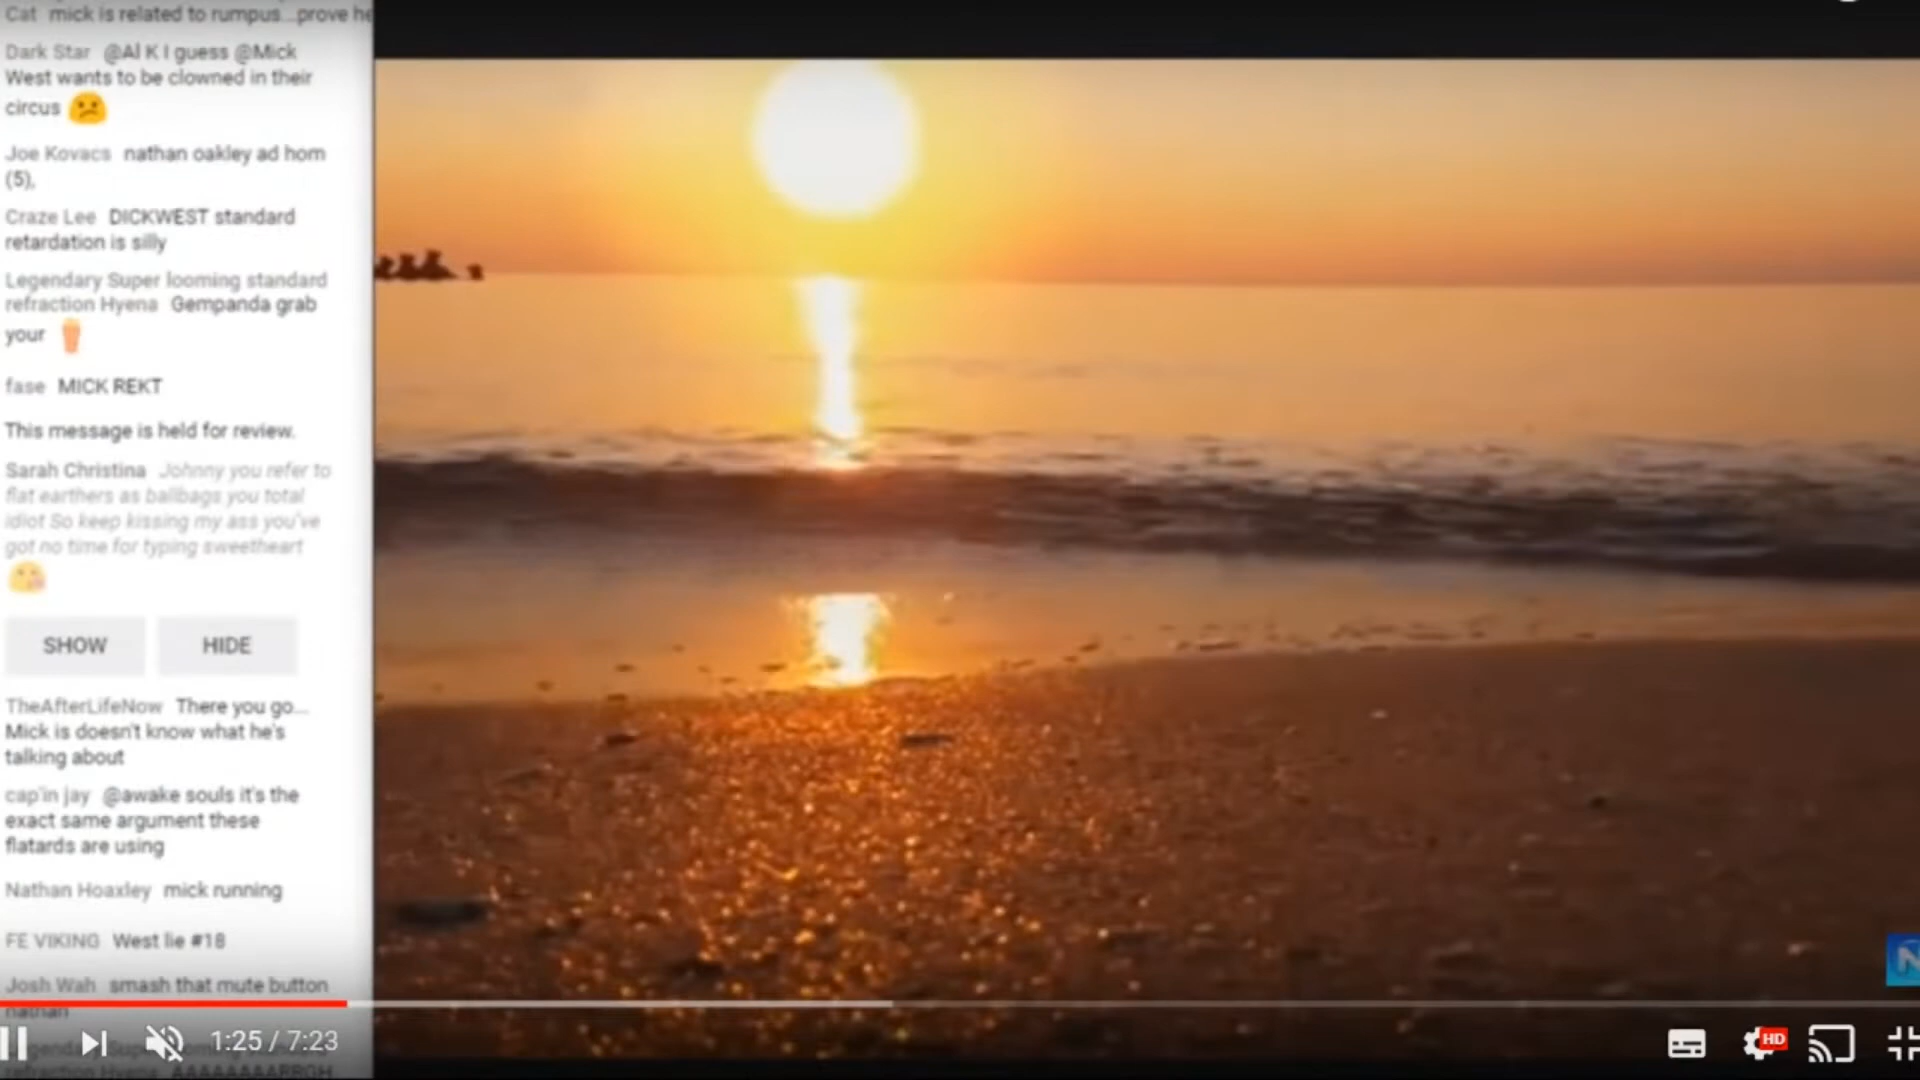 Cat mick is related to rumpus...prove he
Dark Star @Al K I guess @Mick
West wants to be clowned in their
circus
Joe Kovacs nathan oakley ad hom
(5),
Craze Lee DICKWEST standard
retardation is silly
Legendary Super looming standard
refraction Hyena Gempanda grab
your
fase MICK REKT
This message is held for review.
Sarah Christina Johnny you refer to
flat earthers as ballbags you total
idiot So keep kissing my ass you've
got no time for typing sweetheart
SHOW HIDE
TheAfterLifeNow There you go...
Mick is doesn't know what he's
talking about
cap'in jay @awake souls it's the
exact same argument these
flatards are using
Nathan Hoaxley mick running
FE VIKING West lie #18
Josh Wah smash that mute button
nathan
1:25 / 7:23
HD
refraction Hyena
N